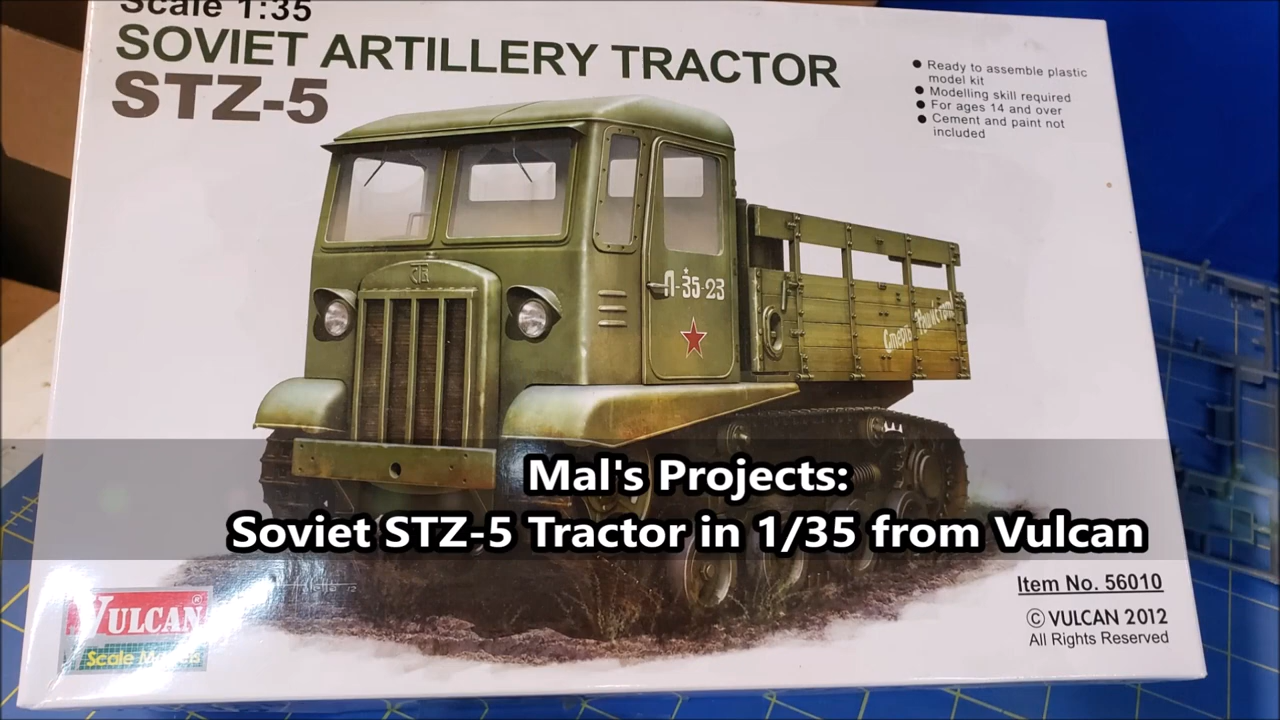 Scale 1:35
SOVIET ARTILLERY TRACTOR
STZ-5
● Ready to assemble plastic
model kit
● Modelling skill required
● For ages 14 and over
● Cement and paint not
included
Л-35-23
Mal's Projects:
Soviet STZ-5 Tractor in 1/35 from Vulcan
Item No. 56010
© VULCAN 2012
All Rights Reserved
VULCAN®
Scale Models